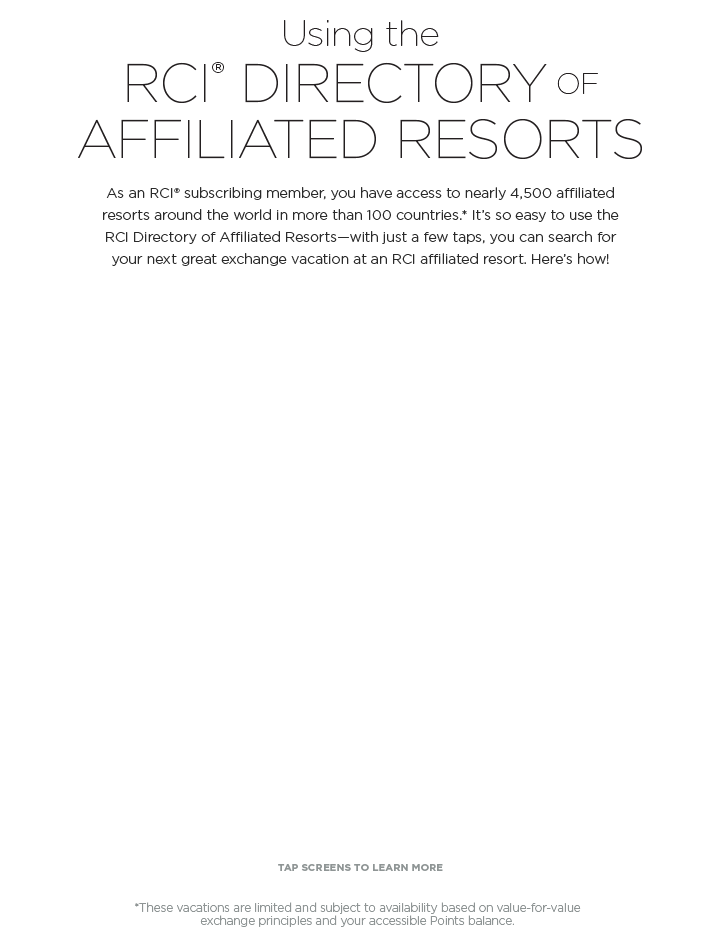 Using the
RCI® DIRECTORY OF
AFFILIATED RESORTS
As an RCI® subscribing member, you have access to nearly 4,500 affiliated
resorts around the world in more than 100 countries.* It’s so easy to use the
RCI Directory of Affiliated Resorts—with just a few taps, you can search for
your next great exchange vacation at an RCI affiliated resort. Here’s how!
TAP SCREENS TO LEARN MORE
*These vacations are limited and subject to availability based on value-for-value
exchange principles and your accessible Points balance.